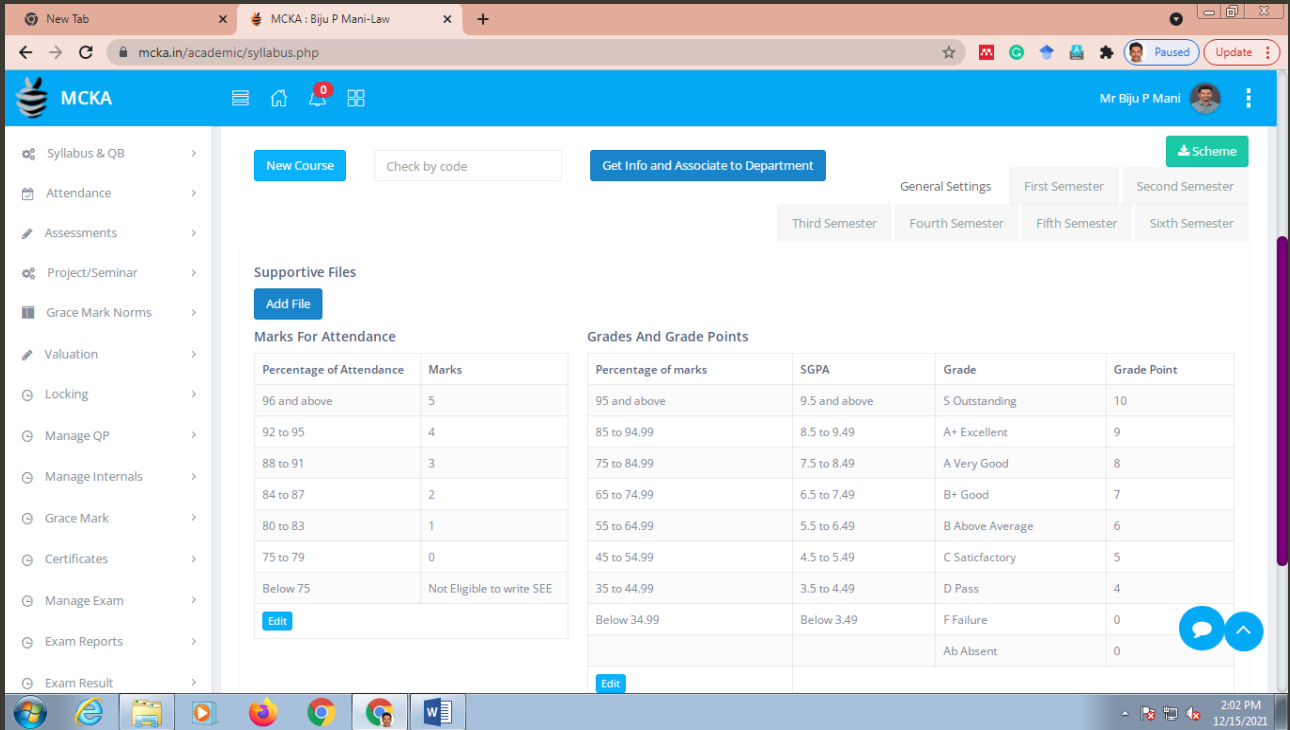 New Tab
MCKA : Biju P Mani-Law
mcka.in/academic/syllabus.php
Paused
Update
MCKA
0
Mr Biju P Mani
Syllabus & QB
Attendance
Assessments
Project/Seminar
Grace Mark Norms
Valuation
Locking
Manage QP
Manage Internals
Grace Mark
Certificates
Manage Exam
Exam Reports
Exam Result
Scheme
New Course
Check by code
Get Info and Associate to Department
General Settings First Semester Second Semester
Third Semester Fourth Semester Fifth Semester Sixth Semester
Supportive Files
Add File
Marks For Attendance
Percentage of Attendance Marks
96 and above 5
92 to 95 4
88 to 91 3
84 to 87 2
80 to 83 1
75 to 79 0
Below 75 Not Eligible to write SEE
Edit
Grades And Grade Points
Percentage of marks SGPA Grade Grade Point
95 and above 9.5 and above S Outstanding 10
85 to 94.99 8.5 to 9.49 A+ Excellent 9
75 to 84.99 7.5 to 8.49 A Very Good 8
65 to 74.99 6.5 to 7.49 B+ Good 7
55 to 64.99 5.5 to 6.49 B Above Average 6
45 to 54.99 4.5 to 5.49 C Saticfactory 5
35 to 44.99 3.5 to 4.49 D Pass 4
Below 34.99 Below 3.49 F Failure 0
Ab Absent 0
Edit
2:02 PM
12/15/2021